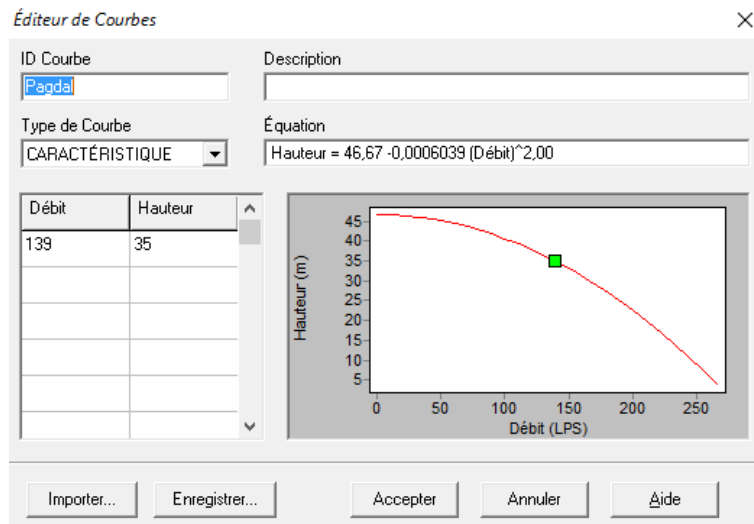 Éditeur de Courbes
ID Courbe
Description
Pagdal
Type de Courbe
Équation
CARACTÉRISTIQUE
Hauteur = 46,67 -0,0006039 (Débit)^2,00
Débit Hauteur
139 35
Hauteur (m)
45
40
35
30
25
20
15
10
5
0 50 100 150 200 250
Débit (LPS)
Importer... Enregistrer... Accepter Annuler Aide